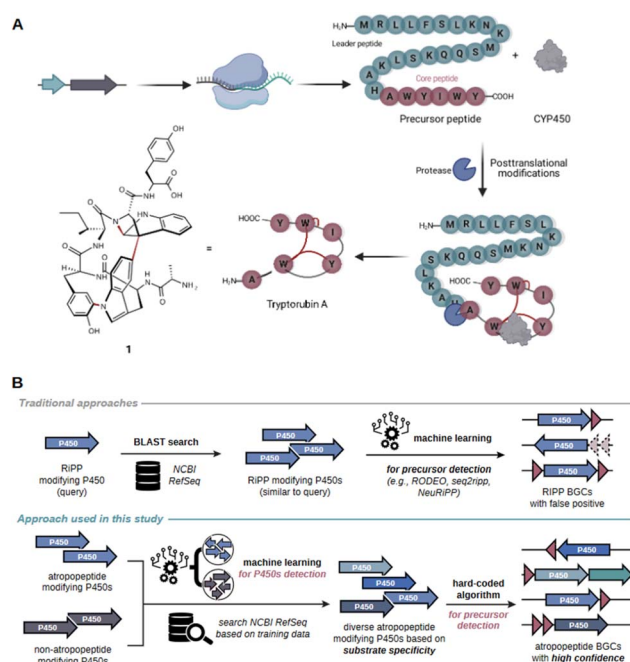 A
H₂N M R L L F S L K N K
Leader peptide
S L K S Q Q K M
K
A
Core peptide
H A W Y I W Y COOH
+
Precursor peptide
CYP450
Protease
Posttranslational
modifications
OH
O
OH
NH
O
N
NH
O
NH
HN
O
NH
NH₂
N
OH
1
=
HOOC Y W I
H₂N A W Y
Tryptorubin A
H₂N M R L L F S L
S K Q Q S M K N K
L
K
A
H A
HOOC Y W I
W Y
B
Traditional approaches
P450
RiPP
modifying P450
(query)
BLAST search
NCBI
RefSeq
P450
P450
P450
RiPP modifying P450s
(similar to query)
machine learning
for precursor detection
(e.g., RODEO, seq2ripp,
NeuRiPP)
P450
P450
P450
RIPP BGCs
with false positive
Approach used in this study
P450
P450
atropopeptide
modifying P450s
P450
P450
non-atropopeptide
modifying P450s
machine learning
for P450s detection
search NCBI RefSeq
based on training data
P450
P450
P450
P450
diverse atropopeptide
modifying P450s based on
substrate specificity
hard-coded
algorithm
for precursor
detection
P450
P450
P450
P450
atropopeptide BGCs
with high confidence